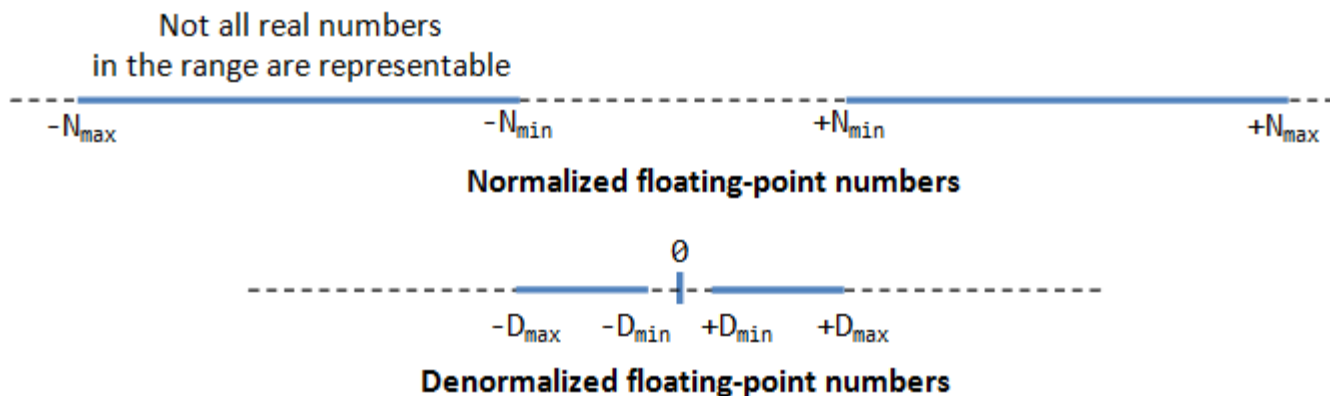 Not all real numbers
in the range are representable
-Nmax -Nmin +Nmin +Nmax
Normalized floating-point numbers
0
-Dmax -Dmin +Dmin +Dmax
Denormalized floating-point numbers